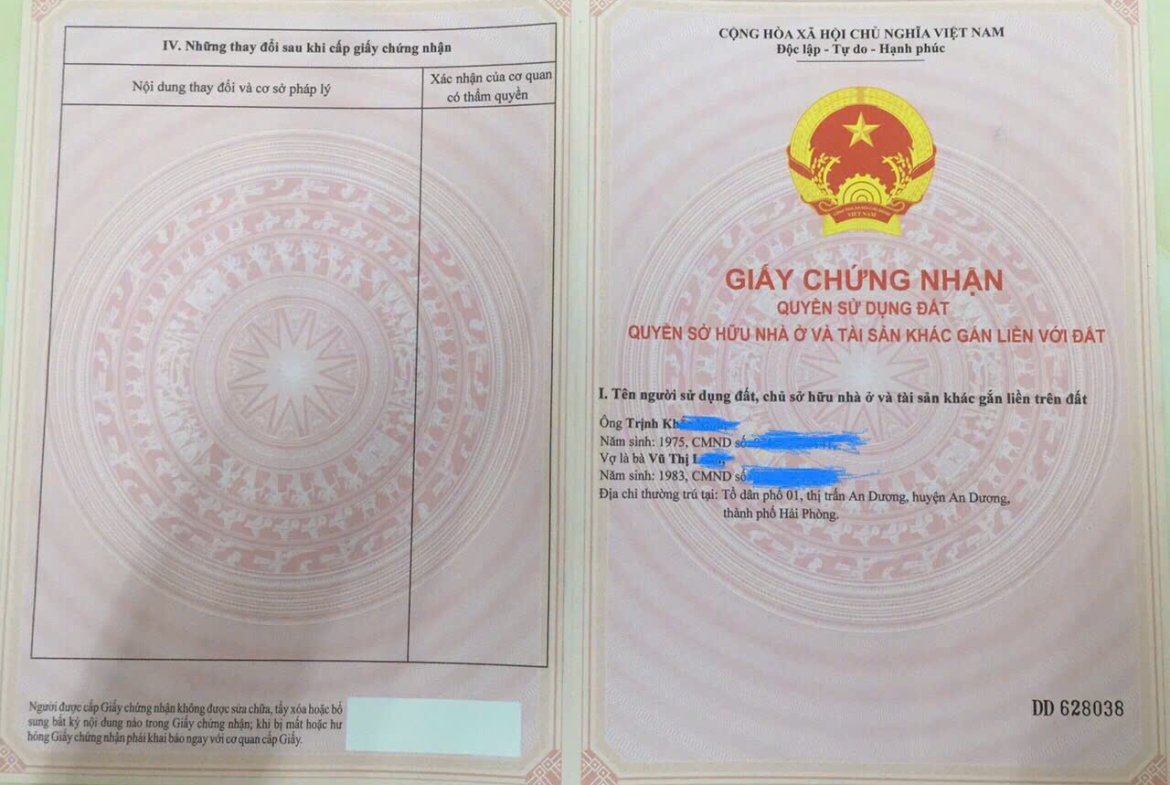 IV. Những thay đổi sau khi cấp giấy chứng nhận
Nội dung thay đổi và cơ sở pháp lý
Xác nhận của cơ quan
có thẩm quyền
Người được cấp Giấy chứng nhận không được sửa chữa, tẩy xóa hoặc bổ
sung bất kỳ nội dung nào trong Giấy chứng nhận; khi bị mất hoặc hư
hỏng Giấy chứng nhận phải khai báo ngay với cơ quan cấp Giấy.
CỘNG HÒA XÃ HỘI CHỦ NGHĨA VIỆT NAM
Độc lập - Tự do - Hạnh phúc
VIỆT NAM
GIẤY CHỨNG NHẬN
QUYỀN SỬ DỤNG ĐẤT
QUYỀN SỞ HỮU NHÀ Ở VÀ TÀI SẢN KHÁC GẮN LIỀN VỚI ĐẤT
I. Tên người sử dụng đất, chủ sở hữu nhà ở và tài sản khác gắn liền trên đất
Ông Trịnh
Năm sinh: 1975, CMND số
Vợ là bà Vũ Thị
Năm sinh: 1983, CMND số
Địa chỉ thường trú tại: Tổ dân phố 01, thị trấn An Dương, huyện An Dương,
thành phố Hải Phòng.
DD 628038